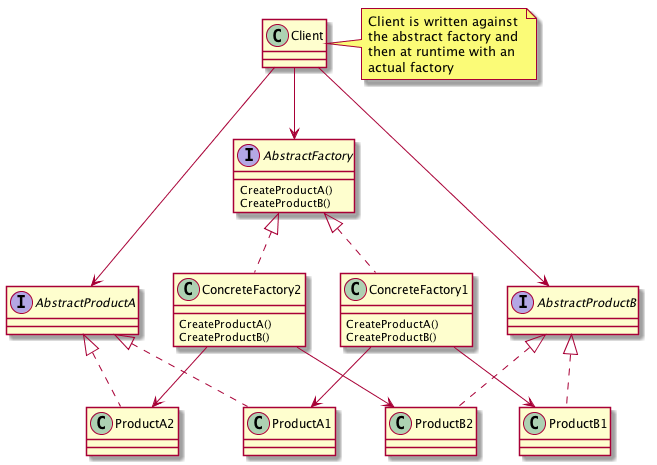 Client is written against
the abstract factory and
then at runtime with an
actual factory
C Client
I AbstractFactory
CreateProductA()
CreateProductB()
I AbstractProductA
C ConcreteFactory2
CreateProductA()
CreateProductB()
C ConcreteFactory1
CreateProductA()
CreateProductB()
I AbstractProductB
C ProductA2
C ProductA1
C ProductB2
C ProductB1